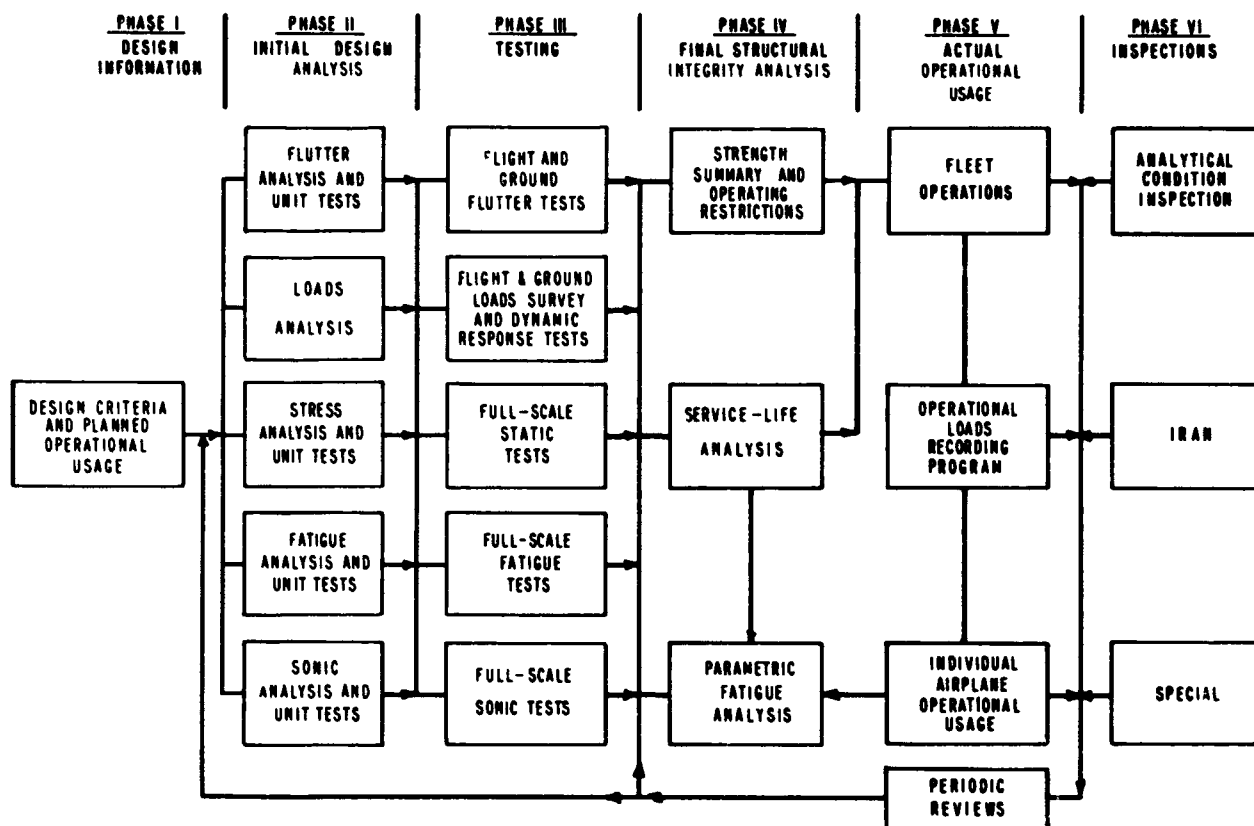 PHASE I
DESIGN
INFORMATION
PHASE II
INITIAL DESIGN
ANALYSIS
PHASE III
TESTING
PHASE IV
FINAL STRUCTURAL
INTEGRITY ANALYSIS
PHASE V
ACTUAL
OPERATIONAL
USAGE
PHASE VI
INSPECTIONS
DESIGN CRITERIA
AND PLANNED
OPERATIONAL
USAGE
FLUTTER
ANALYSIS AND
UNIT TESTS
LOADS
ANALYSIS
STRESS
ANALYSIS AND
UNIT TESTS
FATIGUE
ANALYSIS AND
UNIT TESTS
SONIC
ANALYSIS AND
UNIT TESTS
FLIGHT AND
GROUND
FLUTTER TESTS
FLIGHT & GROUND
LOADS SURVEY
AND DYNAMIC
RESPONSE TESTS
FULL-SCALE
STATIC
TESTS
FULL-SCALE
FATIGUE
TESTS
FULL-SCALE
SONIC TESTS
STRENGTH
SUMMARY AND
OPERATING
RESTRICTIONS
SERVICE-LIFE
ANALYSIS
PARAMETRIC
FATIGUE
ANALYSIS
FLEET
OPERATIONS
OPERATIONAL
LOADS
RECORDING
PROGRAM
INDIVIDUAL
AIRPLANE
OPERATIONAL
USAGE
PERIODIC
REVIEWS
ANALYTICAL
CONDITION
INSPECTION
IRAN
SPECIAL